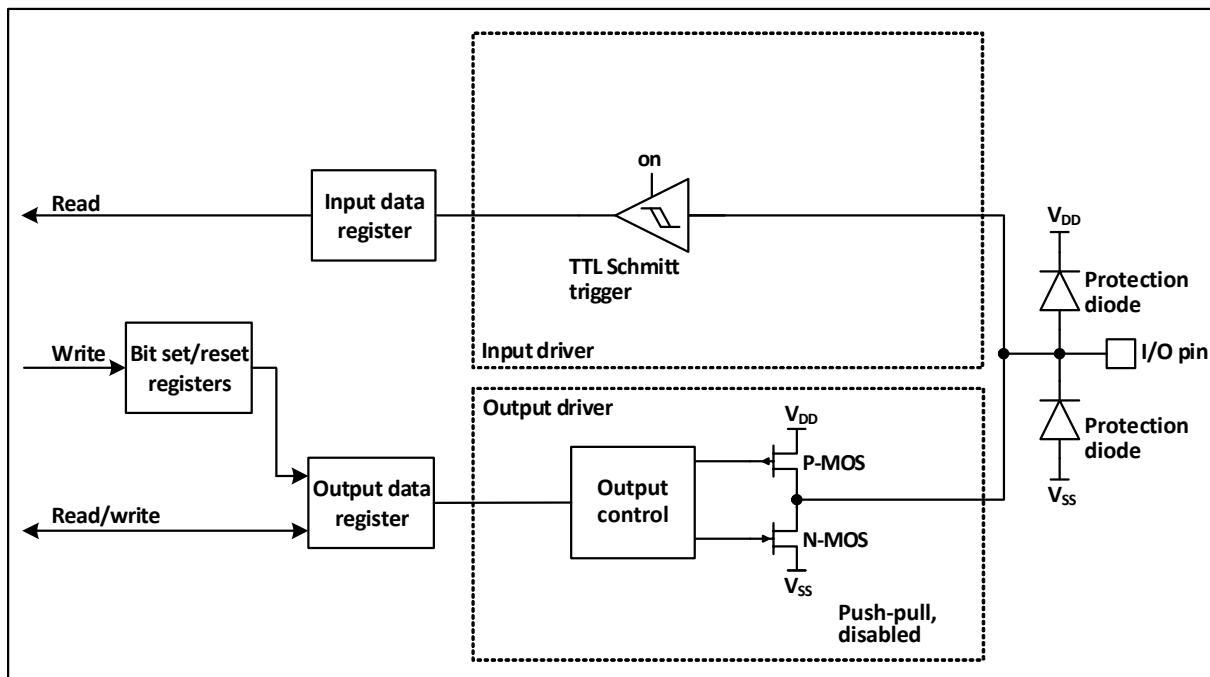 on
Read
Input data
register
TTL Schmitt
trigger
VDD
Protection
diode
Write
Bit set/reset
registers
Input driver
I/O pin
Output driver
VDD
Protection
diode
P-MOS
Output data
register
Output
control
VSS
Read/write
N-MOS
VSS
Push-pull,
disabled